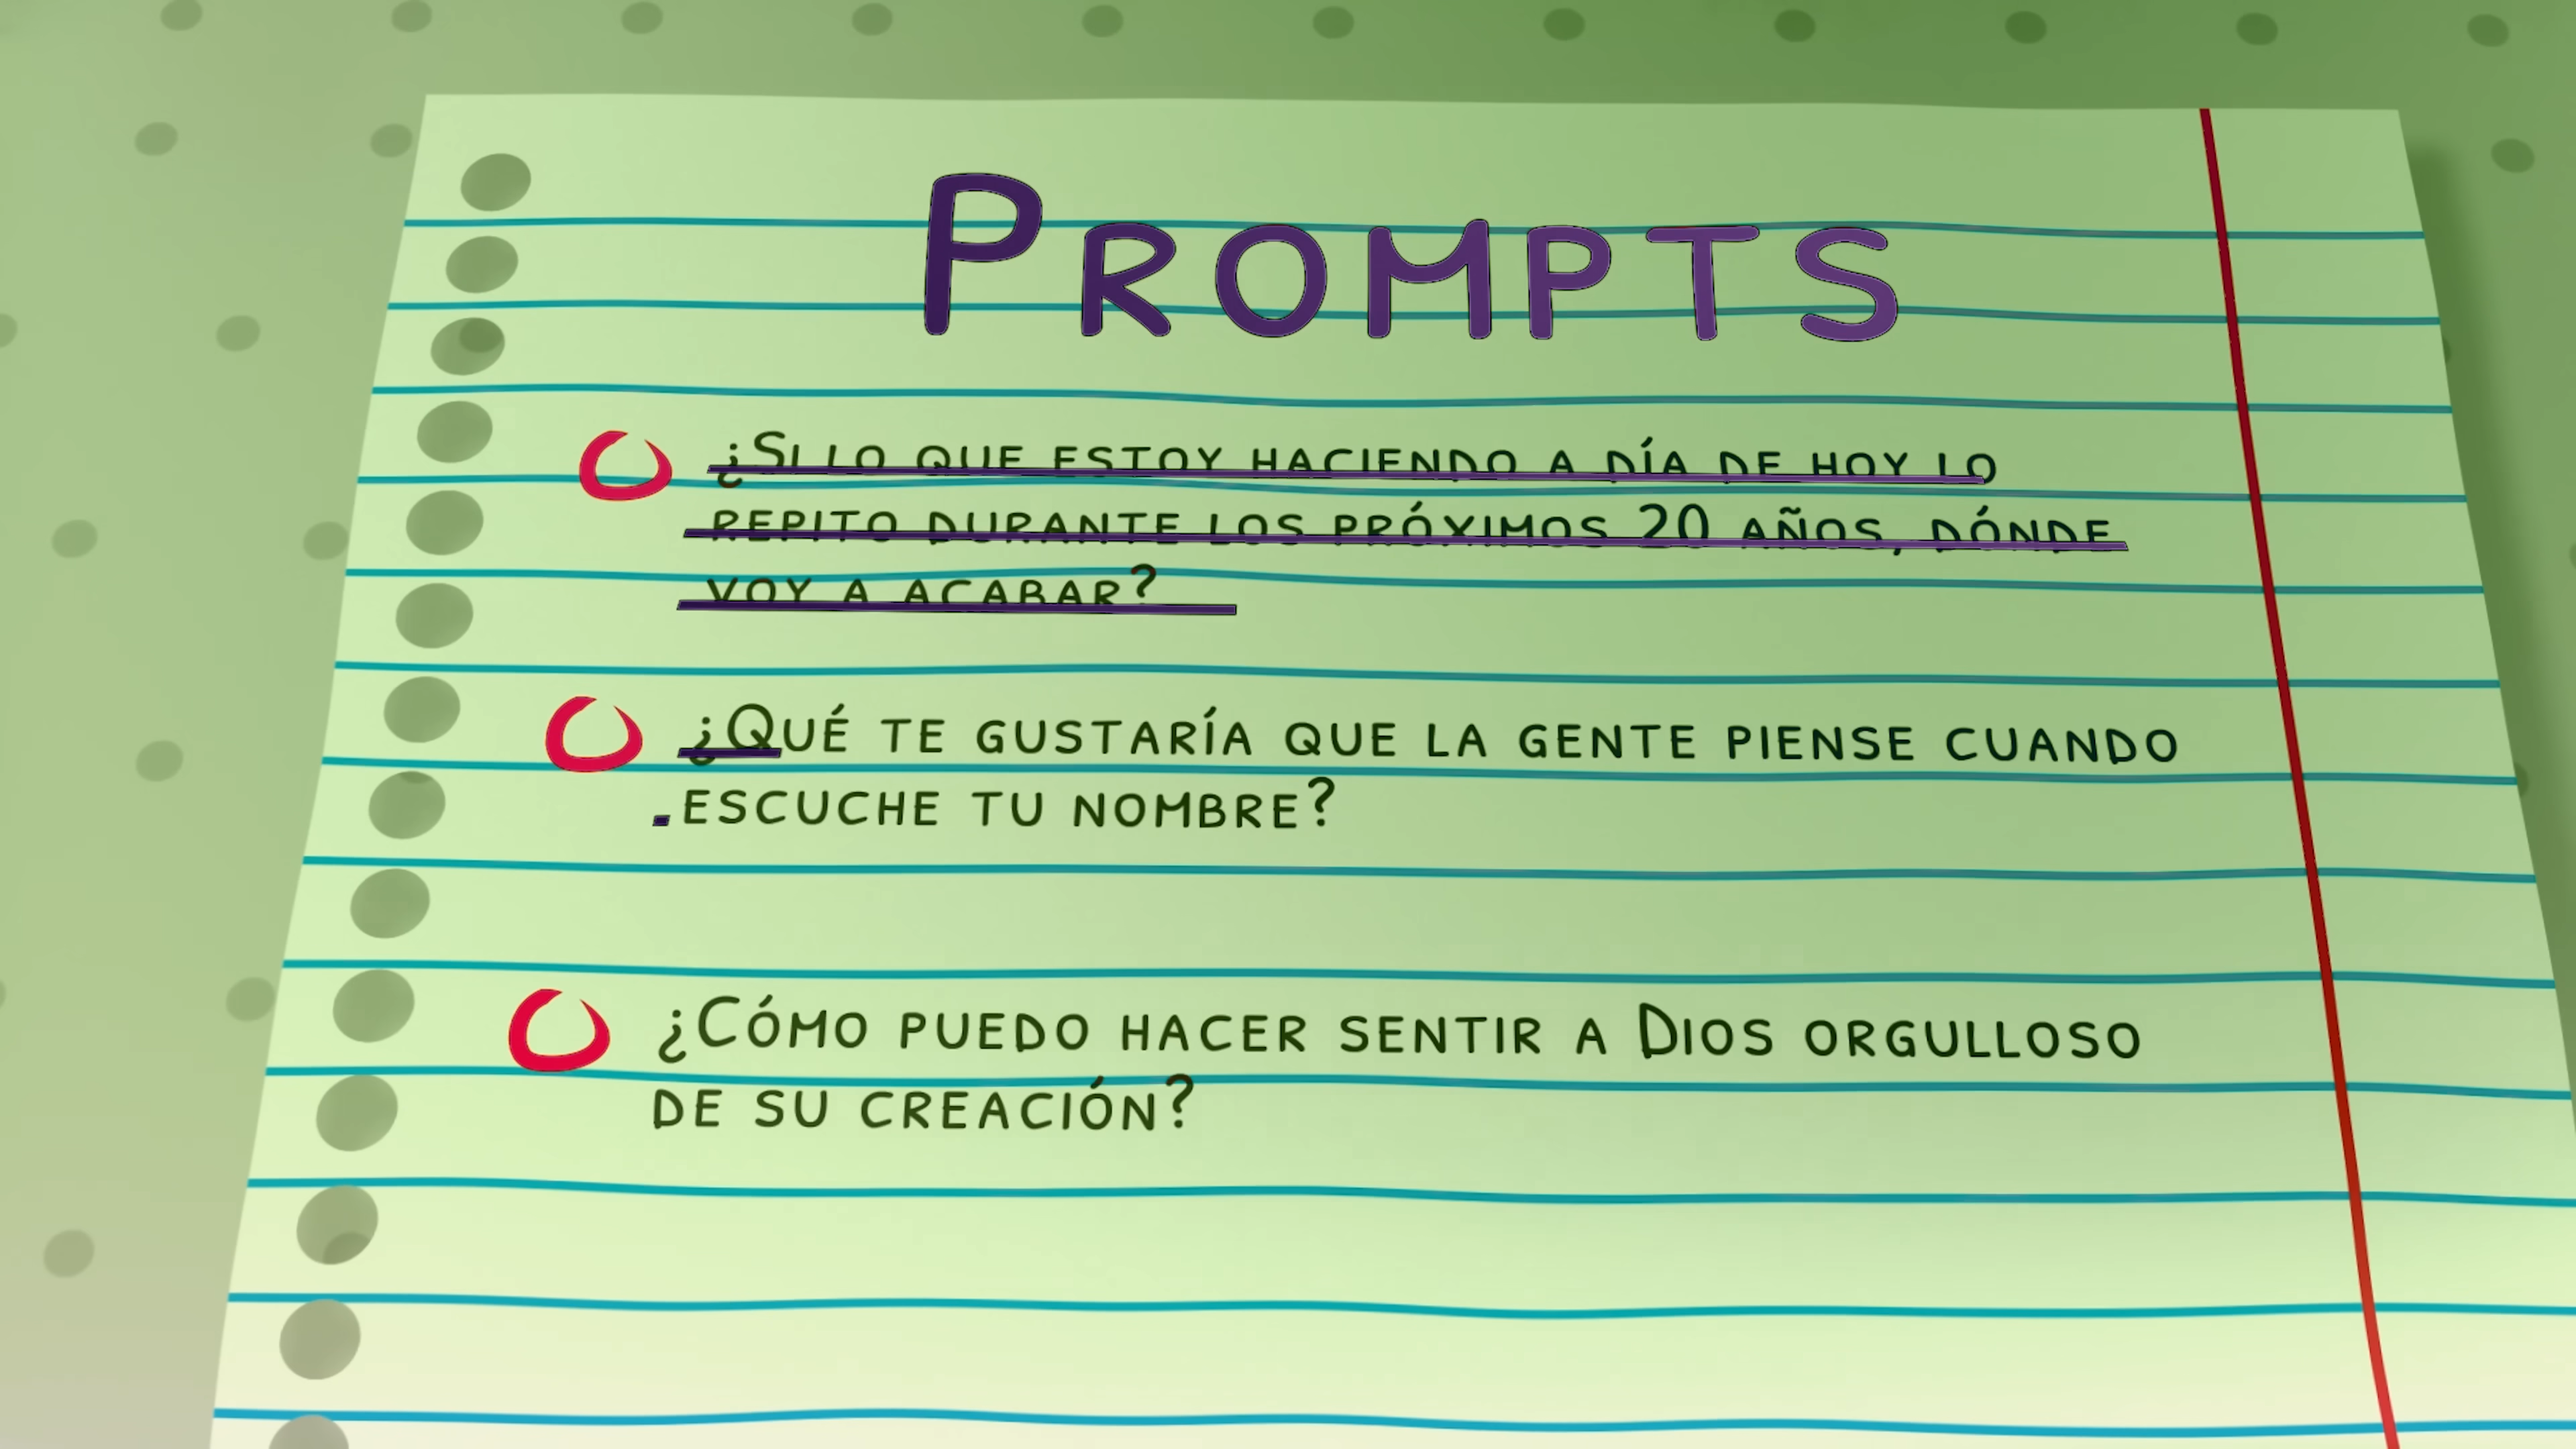 Prompts
¿Si lo que estoy haciendo a día de hoy lo
repito durante los próximos 20 años, dónde
voy a acabar?
¿Qué te gustaría que la gente piense cuando
escuche tu nombre?
¿Cómo puedo hacer sentir a Dios orgulloso
de su creación?